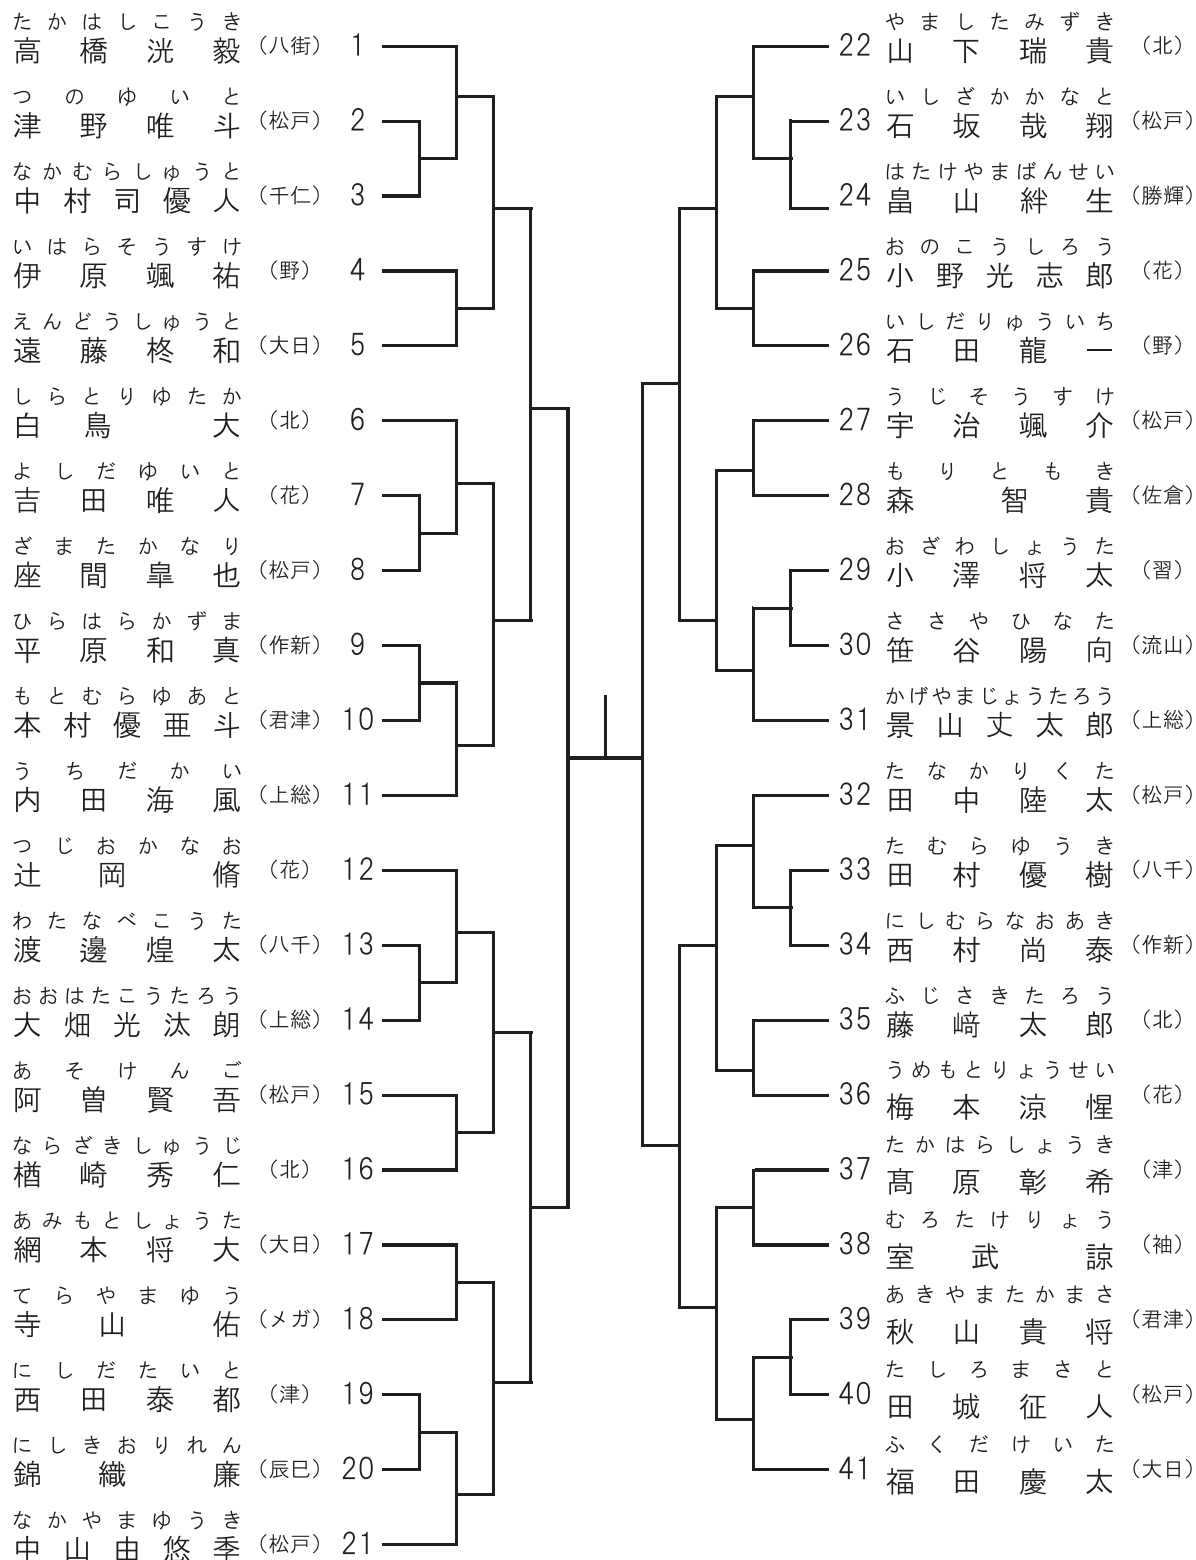 たかはしこうき
高橋洸毅 （八街） 1
つのゆいと
津野唯斗 （松戸） 2
なかむらしゅうと
中村司優人 （千仁） 3
いはらそうすけ
伊原颯祐 （野） 4
えんどうしゅうと
遠藤柊和 （大日） 5
しらとりゆたか
白鳥大 （北） 6
よしだゆいと
吉田唯人 （花） 7
ざまたかなり
座間皐也 （松戸） 8
ひらはらかずま
平原和真 （作新） 9
もとむらゆあと
本村優亜斗 （君津） 10
うちだかい
内田海風 （上総） 11
つじおかなお
辻岡脩 （花） 12
わたなべこうた
渡邊煌太 （八千） 13
おおはたこうたろう
大畑光汰朗 （上総） 14
あそけんご
阿曽賢吾 （松戸） 15
ならざきしゅうじ
楢崎秀仁 （北） 16
あみもとしょうた
網本将大 （大日） 17
てらやまゆう
寺山佑 （メガ） 18
にしだたいと
西田泰都 （津） 19
にしきおりれん
錦織廉 （辰巳） 20
なかやまゆうき
中山由悠季 （松戸） 21
やましたみずき
22 山下瑞貴 （北）
いしざかかなと
23 石坂哉翔 （松戸）
はたけやまばんせい
24 畠山絆生 （勝輝）
おのこうしろう
25 小野光志郎 （花）
いしだりゅういち
26 石田龍一 （野）
うじそうすけ
27 宇治颯介 （松戸）
もりともき
28 森智貴 （佐倉）
おざわしょうた
29 小澤将太 （習）
ささやひなた
30 笹谷陽向 （流山）
かげやまじょうたろう
31 景山丈太郎 （上総）
たなかりくた
32 田中陸太 （松戸）
たむらゆうき
33 田村優樹 （八千）
にしむらなおあき
34 西村尚泰 （作新）
ふじさきたろう
35 藤﨑太郎 （北）
うめもとりょうせい
36 梅本涼惺 （花）
たかはらしょうき
37 髙原彰希 （津）
むろたけりょう
38 室武諒 （袖）
あきやまたかまさ
39 秋山貴将 （君津）
たしろまさと
40 田城征人 （松戸）
ふくだけいた
41 福田慶太 （大日）